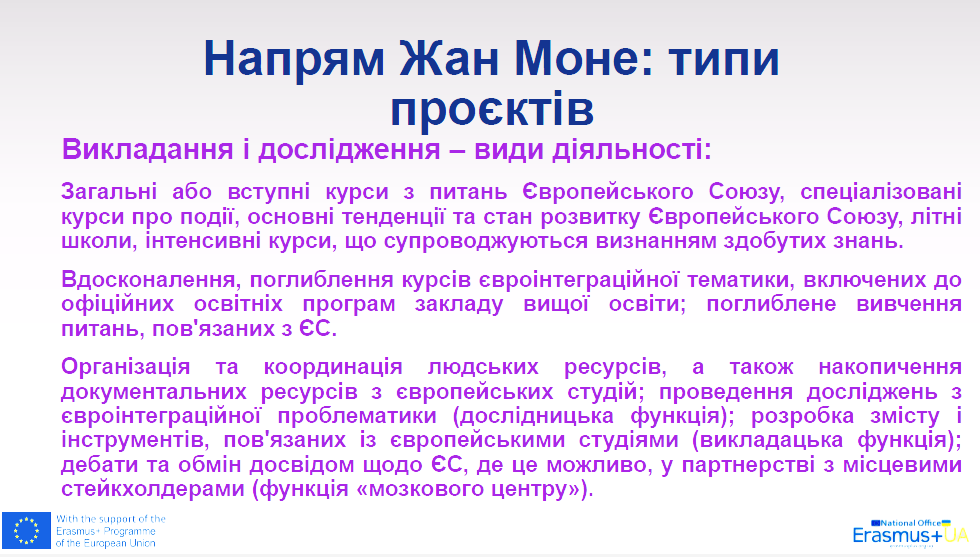 Напрям Жан Моне: типи
проєктів
Викладання і дослідження – види діяльності:
Загальні або вступні курси з питань Європейського Союзу, спеціалізовані
курси про події, основні тенденції та стан розвитку Європейського Союзу, літні
школи, інтенсивні курси, що супроводжуються визнанням здобутих знань.
Вдосконалення, поглиблення курсів євроінтеграційної тематики, включених до
офіційних освітніх програм закладу вищої освіти; поглиблене вивчення
питань, пов'язаних з ЄС.
Організація та координація людських ресурсів, а також накопичення
документальних ресурсів з європейських студій; проведення досліджень з
євроінтеграційної проблематики (дослідницька функція); розробка змісту і
інструментів, пов'язаних із європейськими студіями (викладацька функція);
дебати та обмін досвідом щодо ЄС, де це можливо, у партнерстві з місцевими
стейкхолдерами (функція «мозкового центру»).
With the support of the
Erasmus+ Programme
of the European Union
National Office
Erasmus+UA